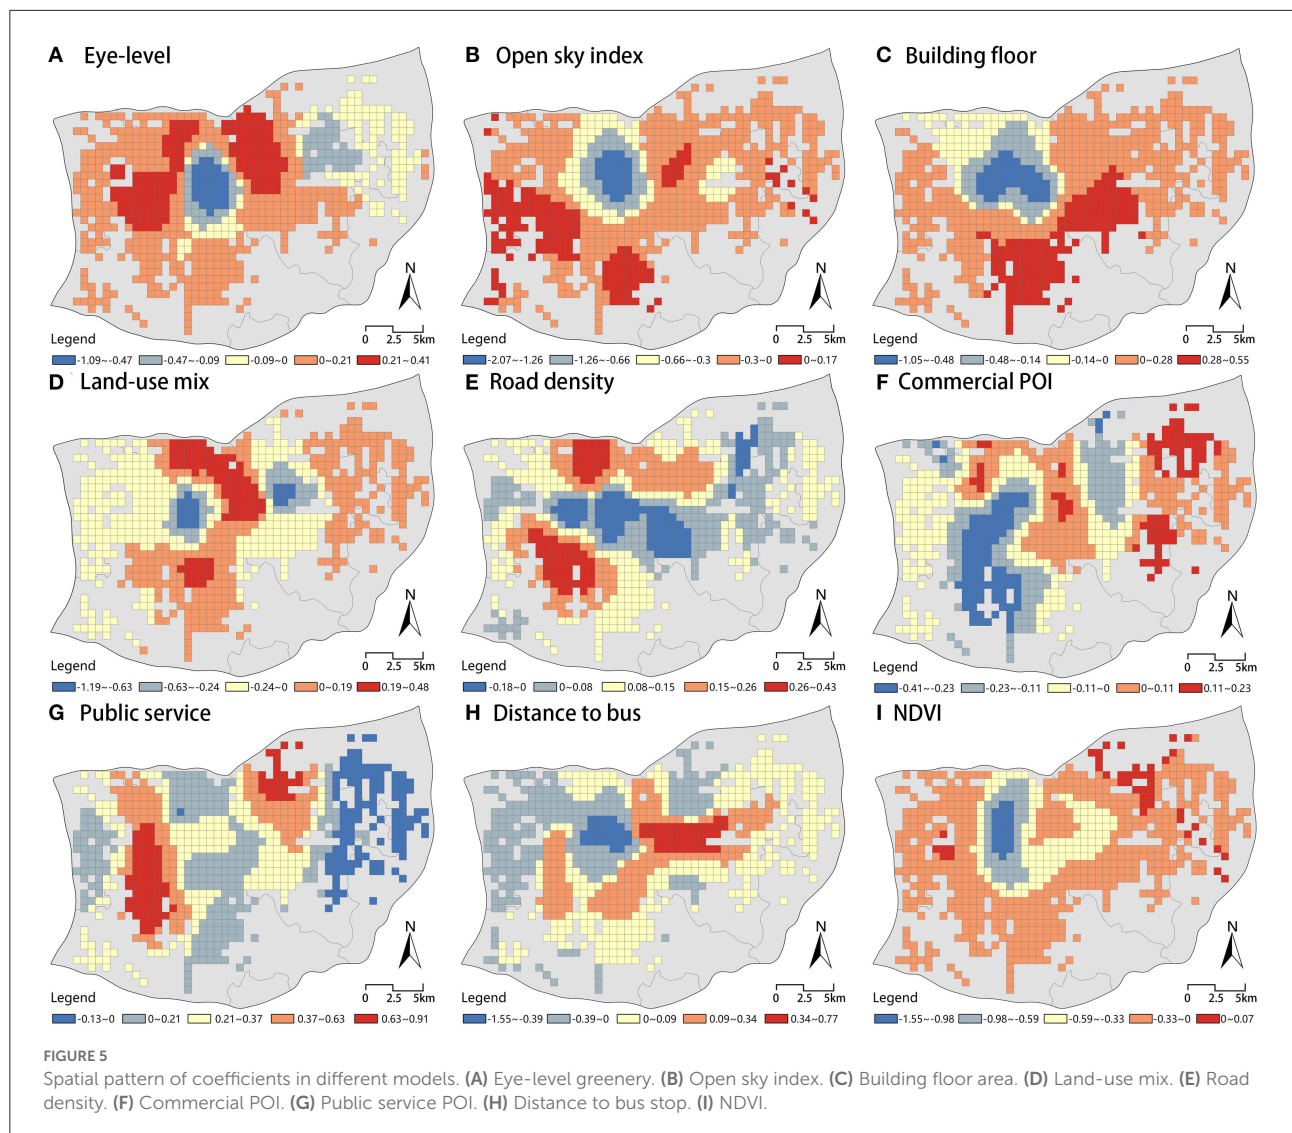 A Eye-level
B Open sky index
C Building floor
N
N
N
Legend
0 2.5 5km
Legend
0 2.5 5km
Legend
0 2.5 5km
-1.09~-0.47 -0.47~-0.09 -0.09~0 0~0.21 0.21~0.41
-2.07~-1.26 -1.26~-0.66 -0.66~-0.3 -0.3~0 0~0.17
-1.05~-0.48 -0.48~-0.14 -0.14~0 0~0.28 0.28~0.55
D Land-use mix
E Road density
F Commercial POI
N
N
N
Legend
0 2.5 5km
Legend
0 2.5 5km
Legend
0 2.5 5km
-1.19~-0.63 -0.63~-0.24 -0.24~0 0~0.19 0.19~0.48
-0.18~0 0~0.08 0.08~0.15 0.15~0.26 0.26~0.43
-0.41~-0.23 -0.23~-0.11 -0.11~0 0~0.11 0.11~0.23
G Public service
H Distance to bus
I NDVI
N
N
N
Legend
0 2.5 5km
Legend
0 2.5 5km
Legend
0 2.5 5km
-0.13~0 0~0.21 0.21~0.37 0.37~0.63 0.63~0.91
-1.55~-0.39 -0.39~0 0~0.09 0.09~0.34 0.34~0.77
-1.55~-0.98 -0.98~-0.59 -0.59~-0.33 -0.33~0 0~0.07
FIGURE 5
Spatial pattern of coefficients in different models. (A) Eye-level greenery. (B) Open sky index. (C) Building floor area. (D) Land-use mix. (E) Road
density. (F) Commercial POI. (G) Public service POI. (H) Distance to bus stop. (I) NDVI.